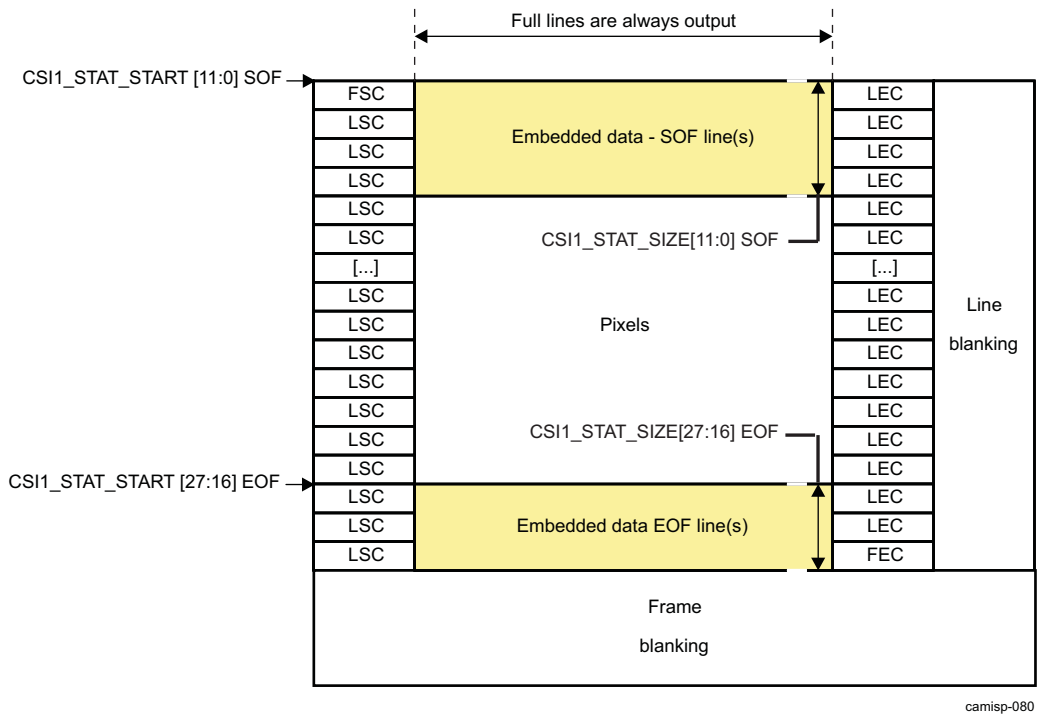 Full lines are always output
CSI1_STAT_START [11:0] SOF
FSC LEC
LSC Embedded data - SOF line(s) LEC
LSC LEC
LSC LEC
LSC LEC
LSC CSI1_STAT_SIZE[11:0] SOF LEC
[...] [...]
LSC LEC
LSC Pixels LEC
LSC LEC
LSC LEC
LSC LEC
LSC CSI1_STAT_SIZE[27:16] EOF LEC
LSC LEC
CSI1_STAT_START [27:16] EOF
LSC LEC
LSC Embedded data EOF line(s) LEC
LSC FEC
Line
blanking
Frame
blanking
camisp-080